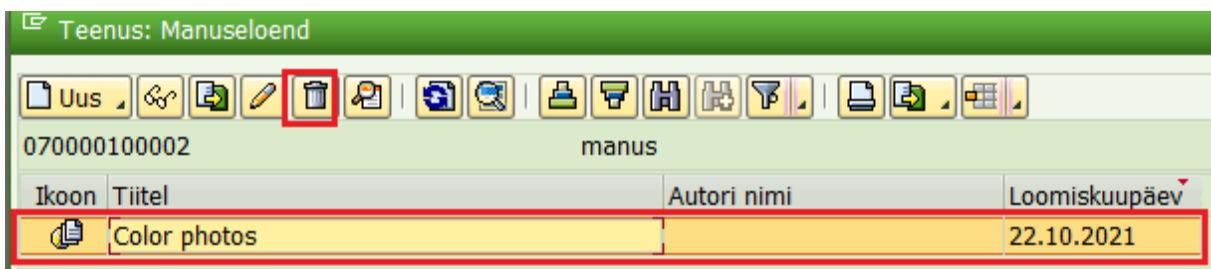 Teenus: Manuseloend
Uus
070000100002 manus
Ikoon Tiitel Autori nimi Loomiskuupäev
Color photos 22.10.2021